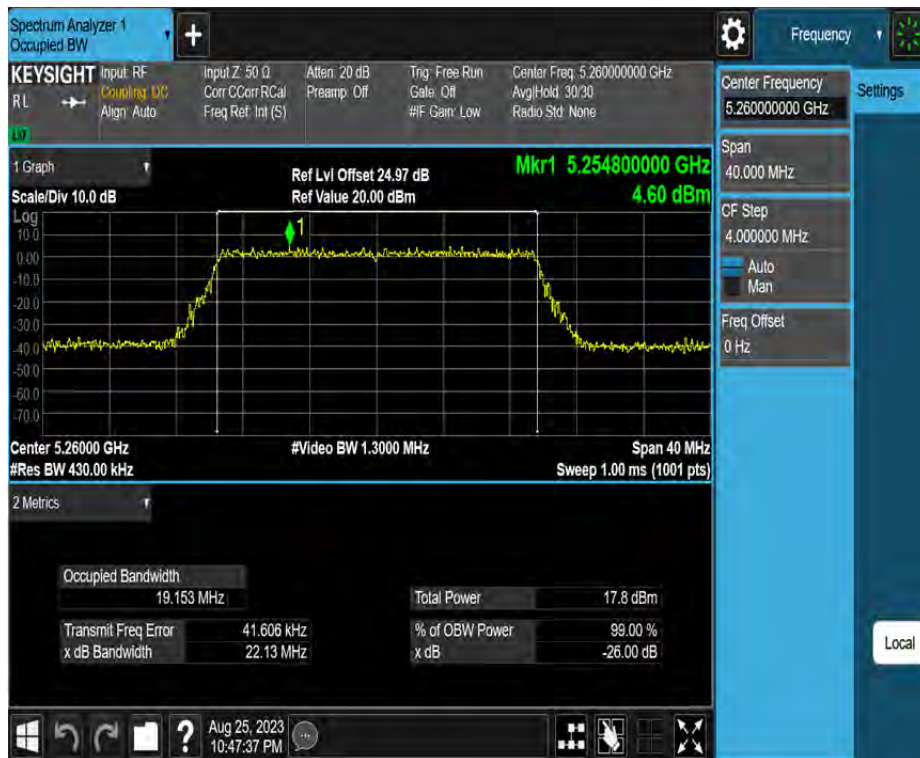 Spectrum Analyzer 1
Occupied BW
+
Frequency
KEYSIGHT
RL
Input: RF
Coupling: DC
Align: Auto
Input Z: 50 Ω
Corr CCorr RCal
Freq Ref: Int (S)
Atten: 20 dB
Preamp: Off
Trig: Free Run
Gate: Off
#IF Gain: Low
Center Freq: 5.260000000 GHz
Avg|Hold: 30/30
Radio Std: None
Center Frequency
5.260000000 GHz
Settings
Span
40.000 MHz
CF Step
4.000000 MHz
Auto
Man
Freq Offset
0 Hz
Local
1 Graph
Scale/Div 10.0 dB
Ref Lvl Offset 24.97 dB
Ref Value 20.00 dBm
Mkr1 5.254800000 GHz
4.60 dBm
Log
10.0
0.00
-10.0
-20.0
-30.0
-40.0
-50.0
-60.0
-70.0
1
Center 5.26000 GHz
#Video BW 1.3000 MHz
Span 40 MHz
#Res BW 430.00 kHz
Sweep 1.00 ms (1001 pts)
2 Metrics
Occupied Bandwidth
19.153 MHz
Total Power 17.8 dBm
Transmit Freq Error 41.606 kHz
% of OBW Power 99.00 %
x dB Bandwidth 22.13 MHz
x dB -26.00 dB
?
Aug 25, 2023
10:47:37 PM